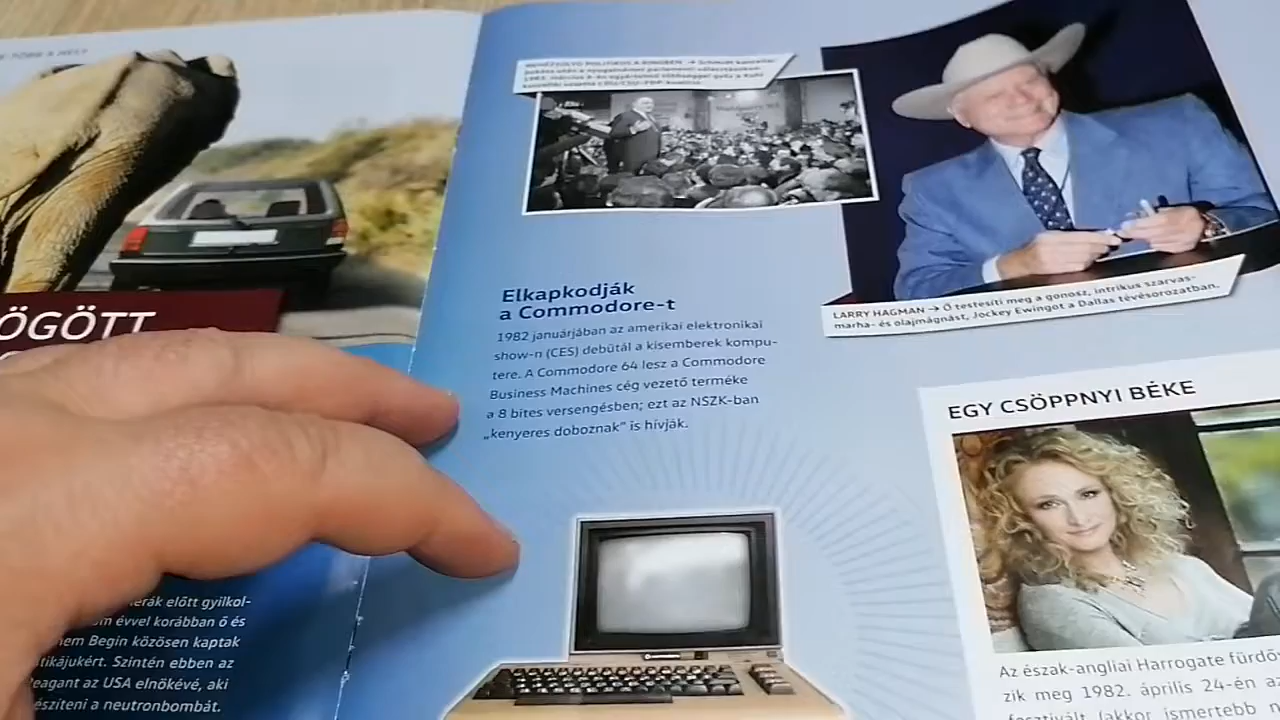 ÖGÖTT
erák előtt gyilkol-
om évvel korábban ő és
hem Begin közösen kaptak
tikájukért. Szintén ebben az
Reagant az USA elnökévé, aki
észíteni a neutronbombát.
Elkapkodják
a Commodore-t
1982 januárjában az amerikai elektronikai
show-n (CES) debütál a kisemberek kompu-
tere. A Commodore 64 lesz a Commodore
Business Machines cég vezető terméke
a 8 bites versengésben; ezt az NSZK-ban
„kenyeres doboznak” is hívják.
LARRY HAGMAN → Ő testesíti meg a gonosz, intrikus szarvas-
marha- és olajmágnást, Jockey Ewingot a Dallas tévésorozatban.
EGY CSÖPPNYI BÉKE
Az észak-angliai Harrogate fürdőv
zik meg 1982. április 24-én az
fesztivált (akkor ismertebb n